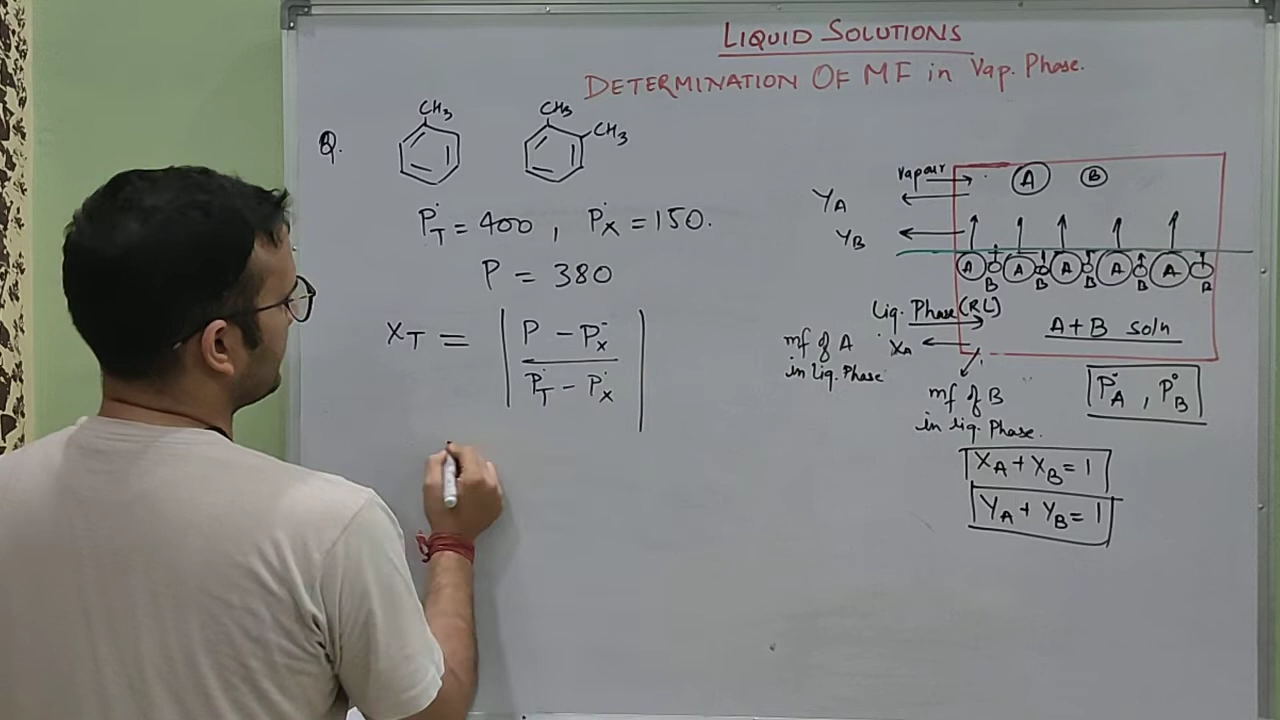 LIQUID SOLUTIONS
DETERMINATION OF MF in Vap. Phase.
Q.
CH₃
CH₃
CH₃
P°T = 400 , P°X = 150.
P = 380
XT = | P - P°x / P°T - P°x |
Vapour
A B
YA
YB
A A A A A
B B B B B
Liq. Phase (RL)
A+B soln
mf of A
in Liq. Phase
XA
mf of B
in liq. Phase.
P°A , P°B
XA + XB = 1
YA + YB = 1